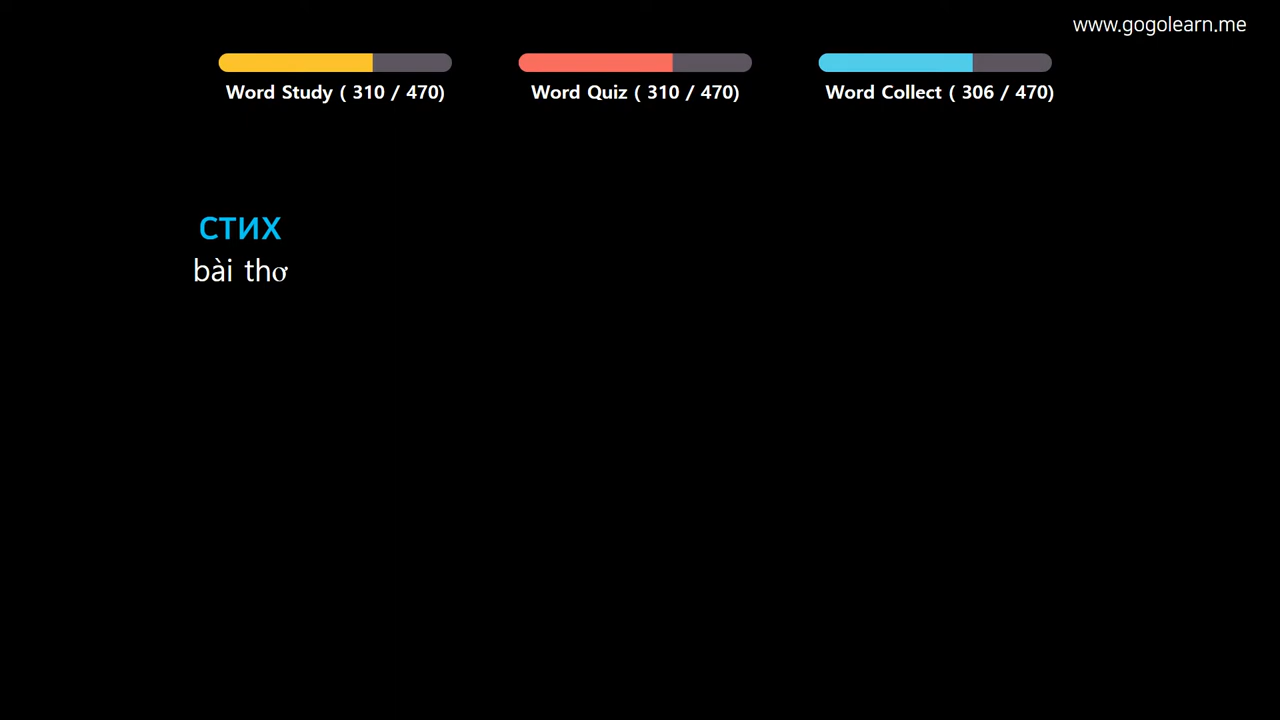 www.gogolearn.me
Word Study ( 310 / 470)
Word Quiz ( 310 / 470)
Word Collect ( 306 / 470)
стих
bài thơ